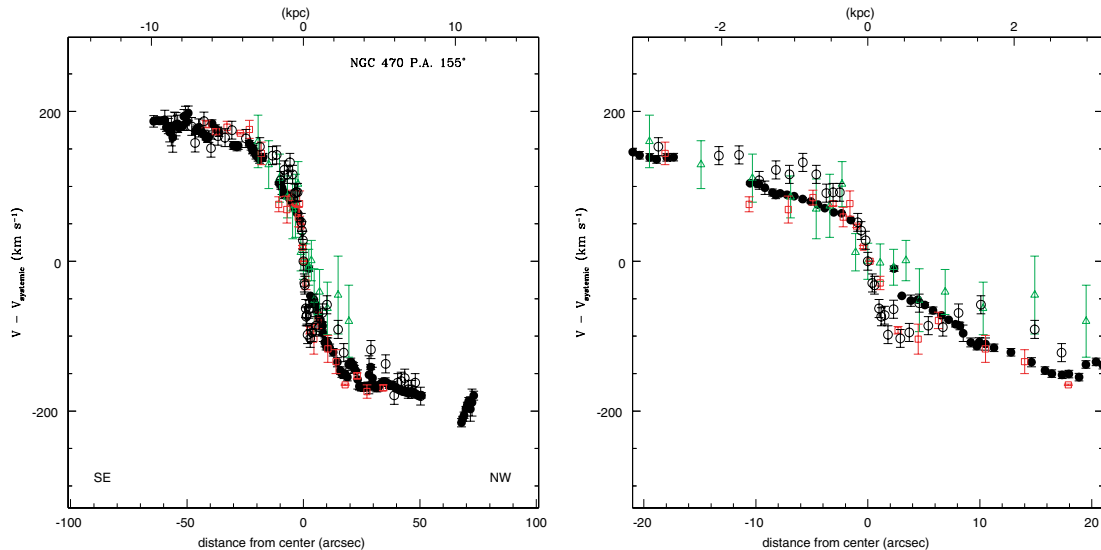 (kpc)
-10 0 10
NGC 470 P.A. 155°
V − V systemic (km s⁻¹)
200
0
-200
SE
NW
-100 -50 0 50 100
distance from center (arcsec)
(kpc)
-2 0 2
V − V systemic (km s⁻¹)
200
0
-200
-20 -10 0 10 20
distance from center (arcsec)